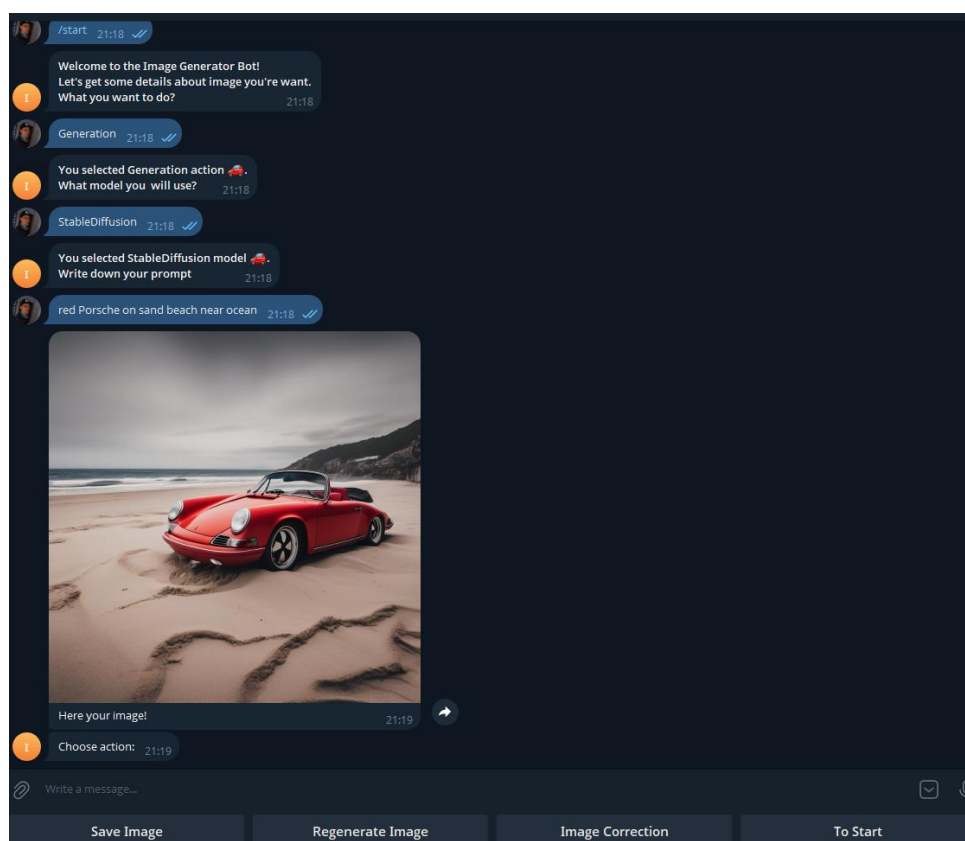 /start 21:18
Welcome to the Image Generator Bot!
Let's get some details about image you're want.
What you want to do? 21:18
I
Generation 21:18
You selected Generation action 🚗.
What model you will use? 21:18
I
StableDiffusion 21:18
You selected StableDiffusion model 🚗.
Write down your prompt 21:18
I
red Porsche on sand beach near ocean 21:18
Here your image! 21:19
I
Choose action: 21:19
Write a message...
Save Image Regenerate Image Image Correction To Start